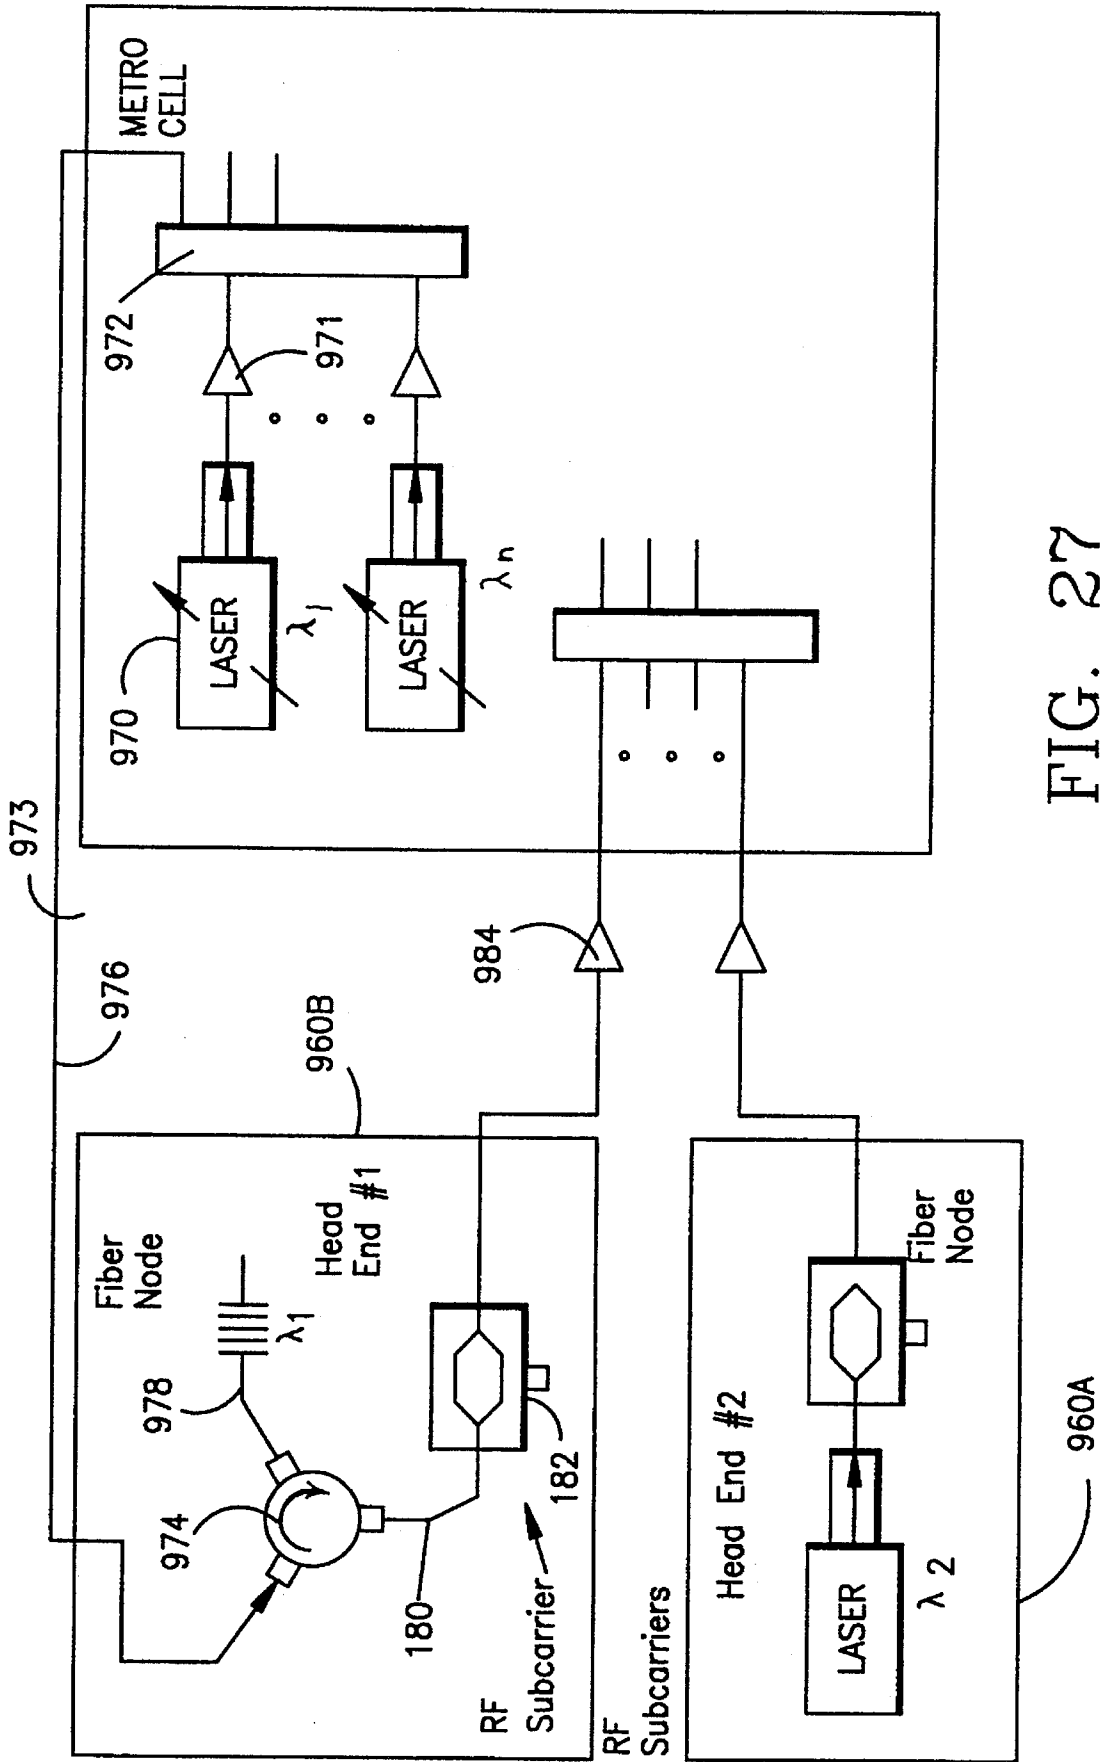 973
976
METRO
CELL
972
971
970
LASER
λ1
LASER
λn
984
960B
Fiber
Node
Head
End #1
978
λ1
974
180
182
RF
Subcarrier
RF
Subcarriers
Head End #2
Fiber
Node
LASER
λ2
960A
FIG. 27